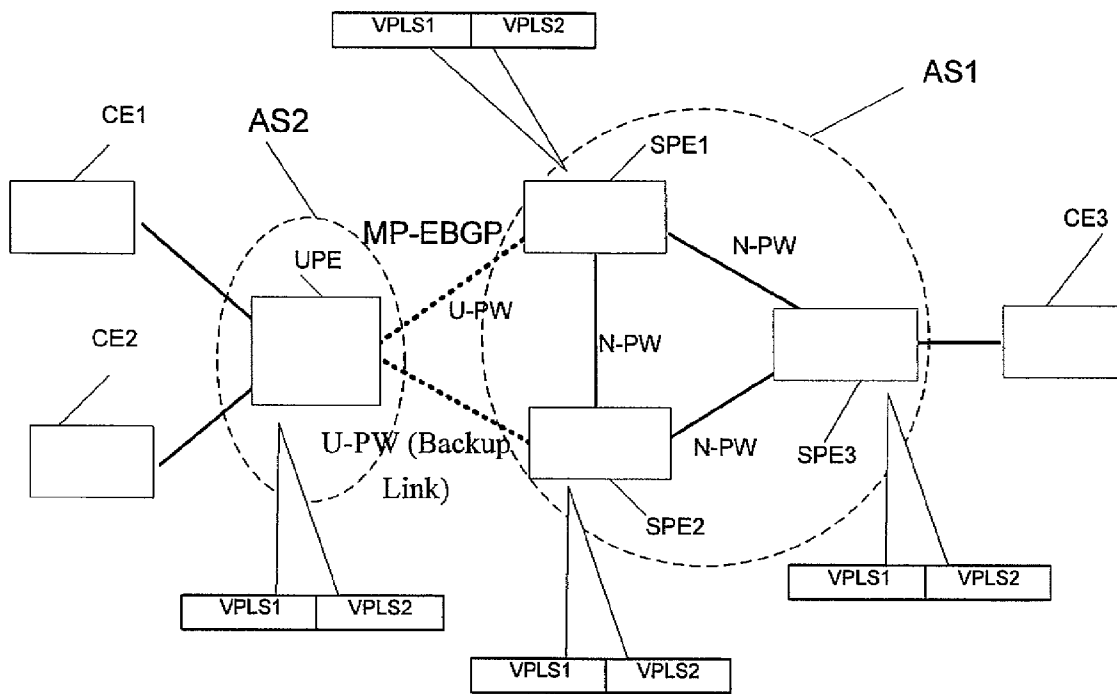 VPLS1 VPLS2
AS1
CE1
AS2
SPE1
MP-EBGP
CE3
N-PW
UPE
U-PW
CE2
N-PW
U-PW (Backup
Link)
N-PW
SPE3
SPE2
VPLS1 VPLS2
VPLS1 VPLS2
VPLS1 VPLS2